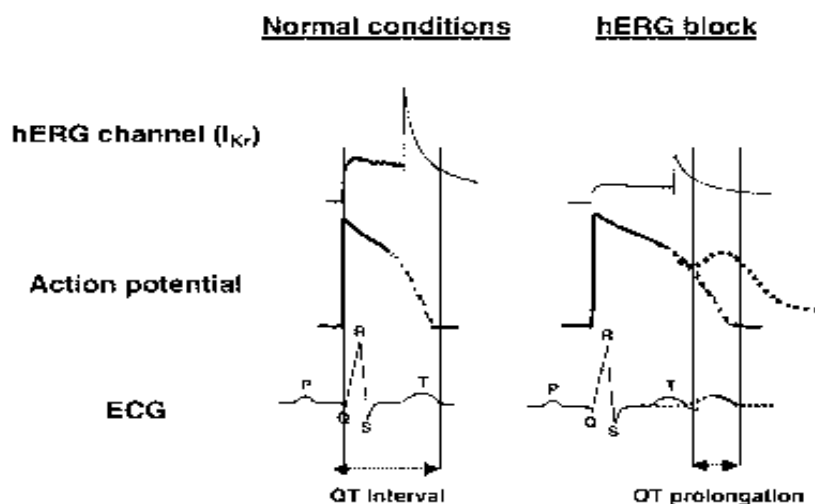 Normal conditions
hERG block
hERG channel (IKr)
Action potential
R
P
T
Q
S
R
P
T
Q
S
ECG
QT Interval
QT prolongation